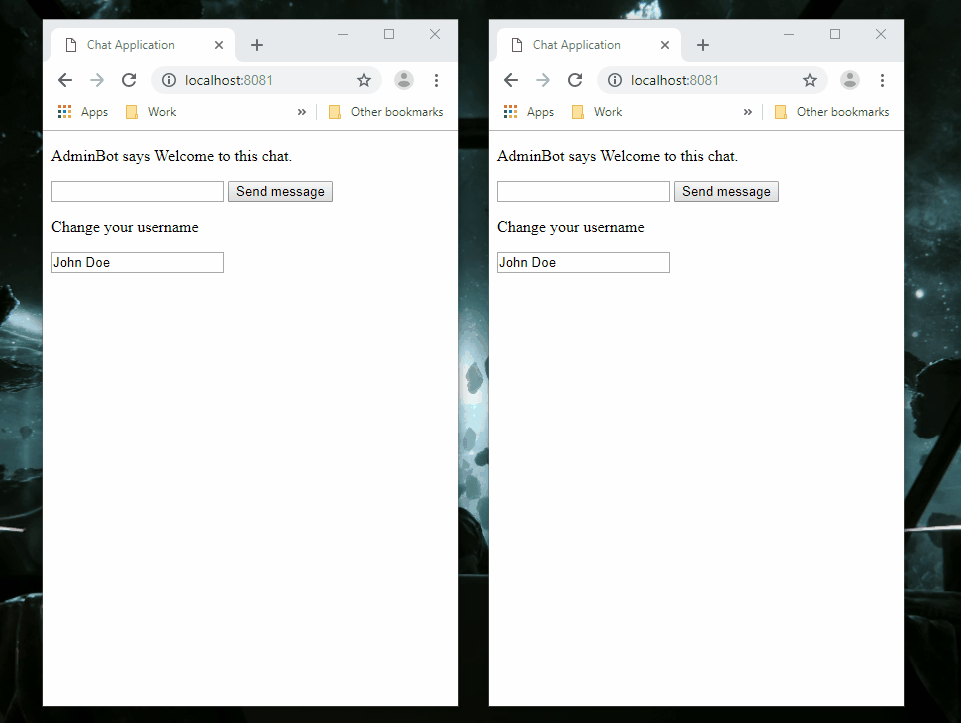 Chat Application
localhost:8081
Apps Work » Other bookmarks
AdminBot says Welcome to this chat.
Send message
Change your username
John Doe
Chat Application
localhost:8081
Apps Work » Other bookmarks
AdminBot says Welcome to this chat.
Send message
Change your username
John Doe